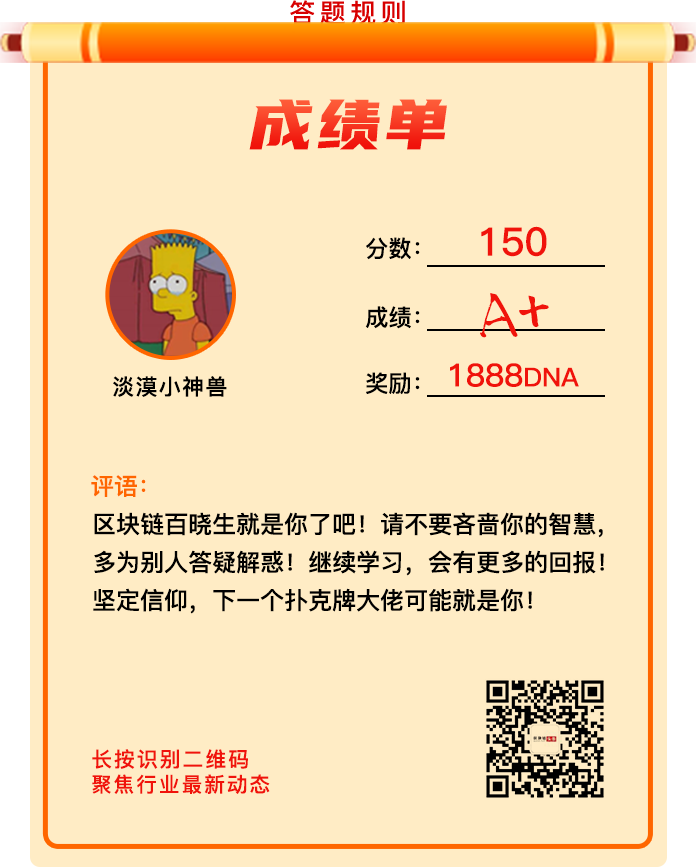 答题规则
成绩单
分数：150
成绩：A+
奖励：1888DNA
淡漠小神兽
评语：
区块链百晓生就是你了吧！请不要吝啬你的智慧，
多为别人答疑解惑！继续学习，会有更多的回报！
坚定信仰，下一个扑克牌大佬可能就是你！
长按识别二维码
聚焦行业最新动态